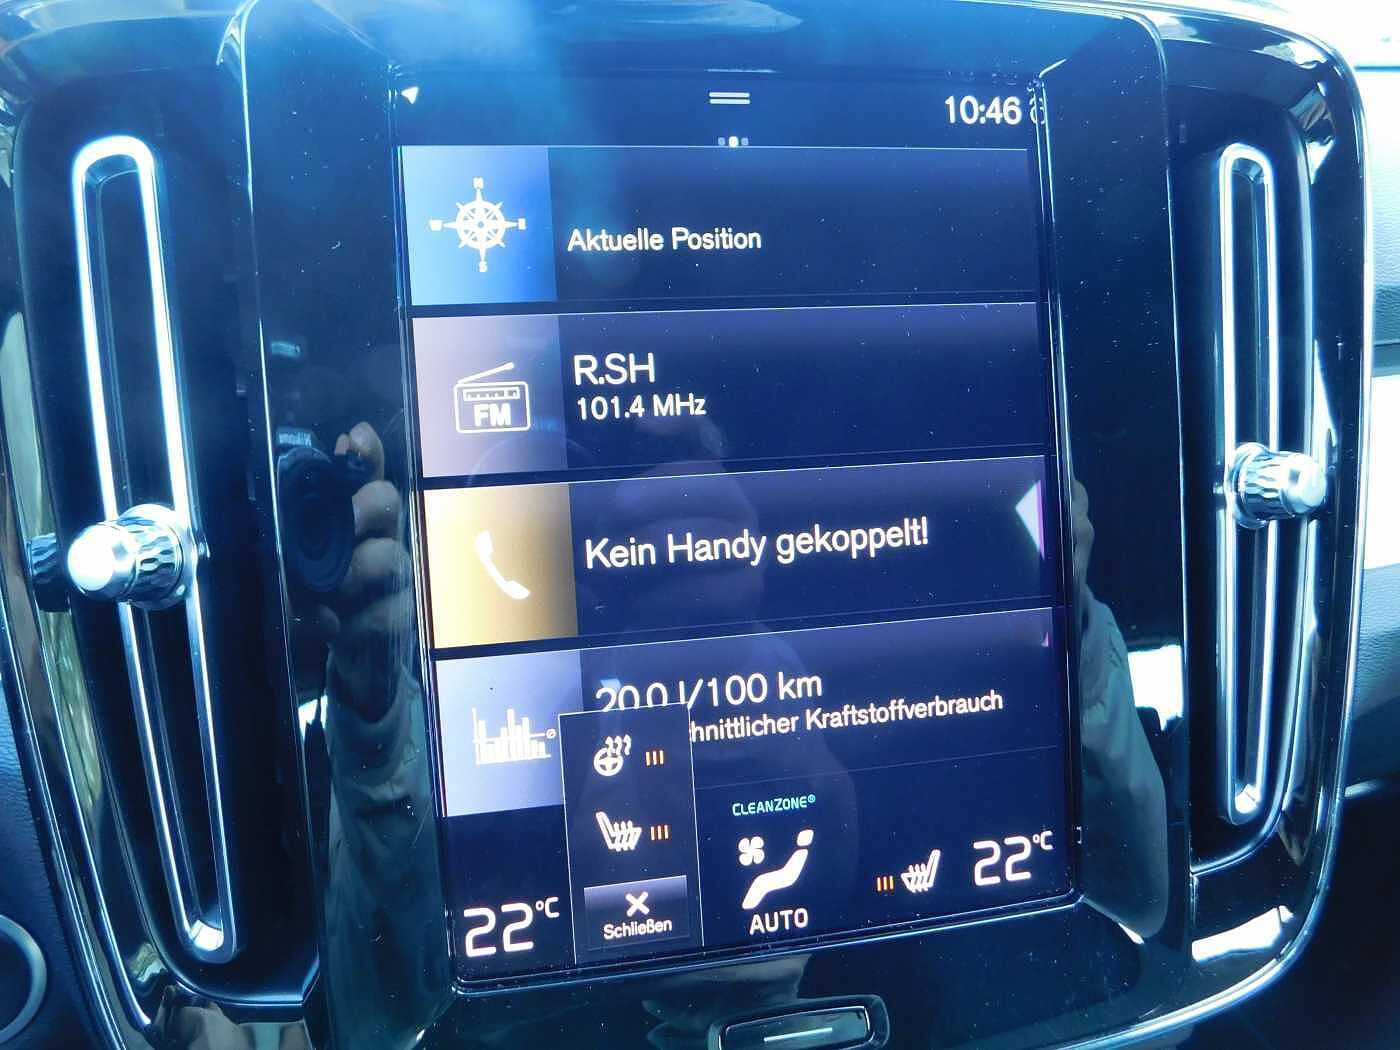 10:46
N
S
Aktuelle Position
FM
R.SH
101.4 MHz
Kein Handy gekoppelt!
20.0 l/100 km
hnittlicher Kraftstoffverbrauch
CLEANZONE®
AUTO
22°C
Schließen
22°C